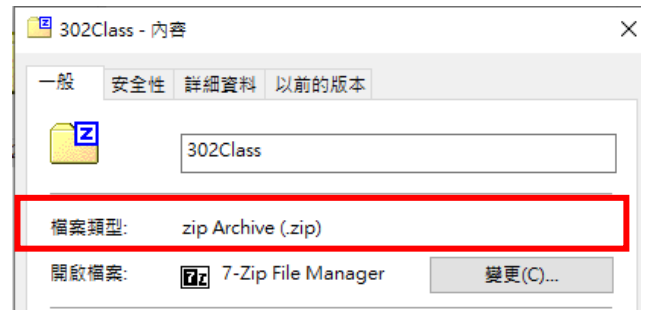 302Class - 內容
一般 安全性 詳細資料 以前的版本
302Class
檔案類型: zip Archive (.zip)
開啟檔案: 7-Zip File Manager 變更(C)...